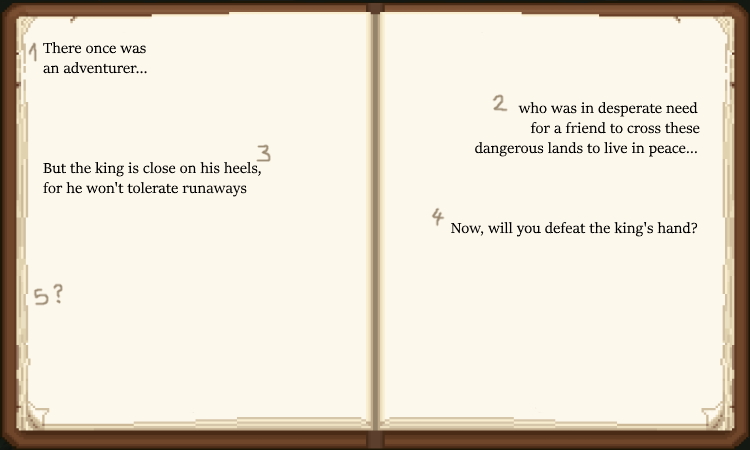 1 There once was
an adventurer...
2 who was in desperate need
for a friend to cross these
dangerous lands to live in peace...
3
But the king is close on his heels,
for he won't tolerate runaways
4 Now, will you defeat the king's hand?
5?